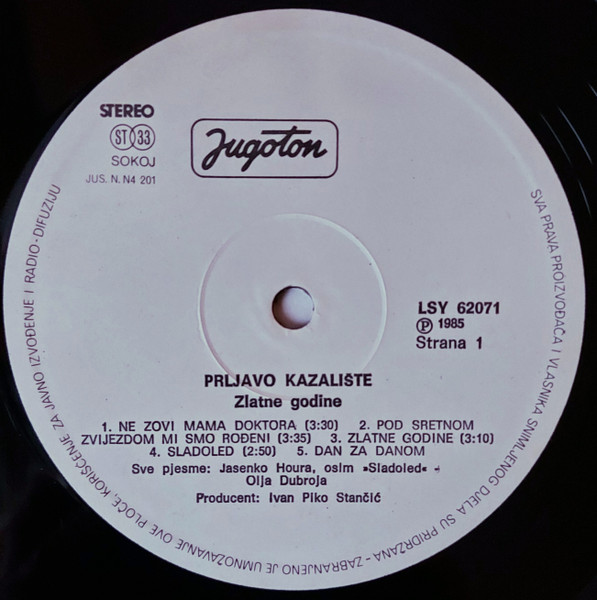 STEREO
ST 33
SOKOJ
JUS. N. N4 201
Jugoton
LSY 62071
Ⓟ 1985
Strana 1
PRLJAVO KAZALIŠTE
Zlatne godine
1. NE ZOVI MAMA DOKTORA (3:30) 2. POD SRETNOM
ZVIJEZDOM MI SMO ROĐENI (3:35) 3. ZLATNE GODINE (3:10)
4. SLADOLED (2:50) 5. DAN ZA DANOM
Sve pjesme: Jasenko Houra, osim »Sladoled« -
Olja Dubroja
Producent: Ivan Piko Stančić
SVA PRAVA PROIZVOĐAČA I VLASNIKA SNIMLJENOG DJELA SU PRIDRŽANA - ZABRANJENO JE UMNOŽAVANJE OVE PLOČE, KORIŠĆENJE ZA JAVNO IZVOĐENJE I RADIO-DIFUZIJU